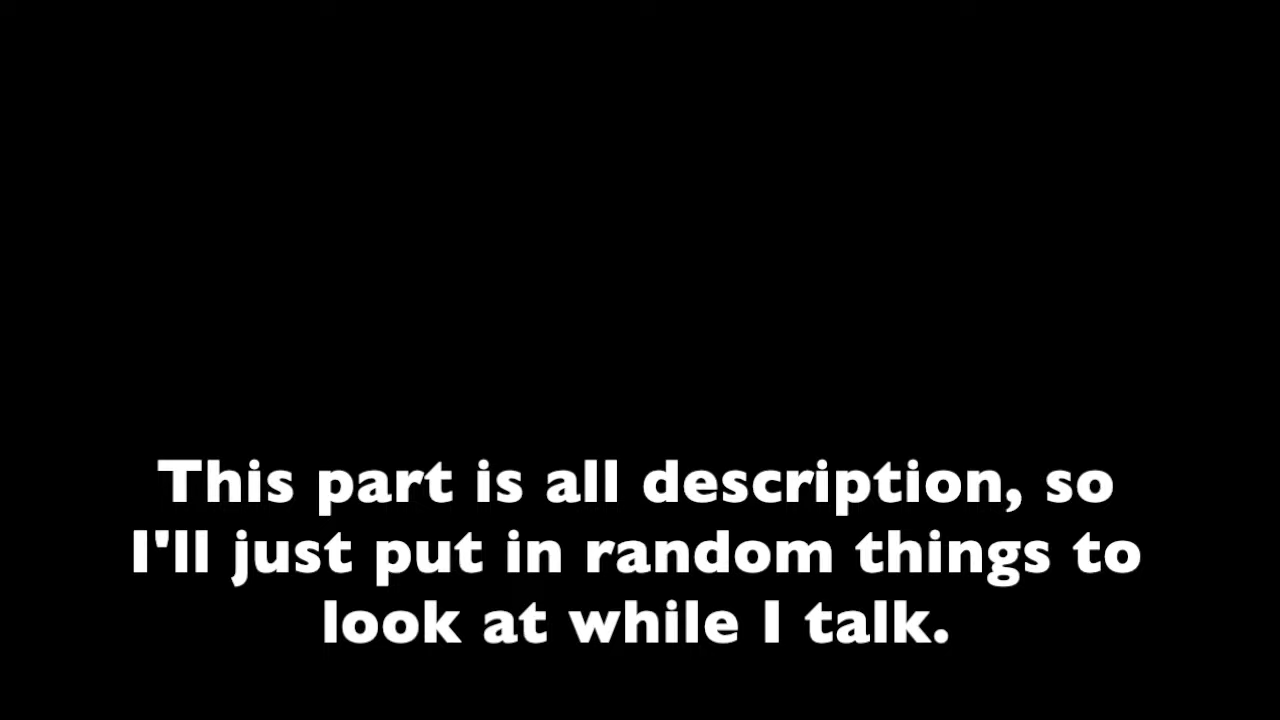 This part is all description, so
I'll just put in random things to
look at while I talk.